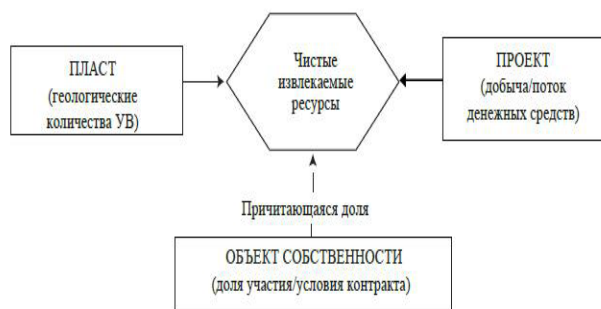 ПЛАСТ
(геологические
количества УВ)
Чистые
извлекаемые
ресурсы
ПРОЕКТ
(добыча/поток
денежных средств)
Причитающаяся доля
ОБЪЕКТ СОБСТВЕННОСТИ
(доля участия/условия контракта)